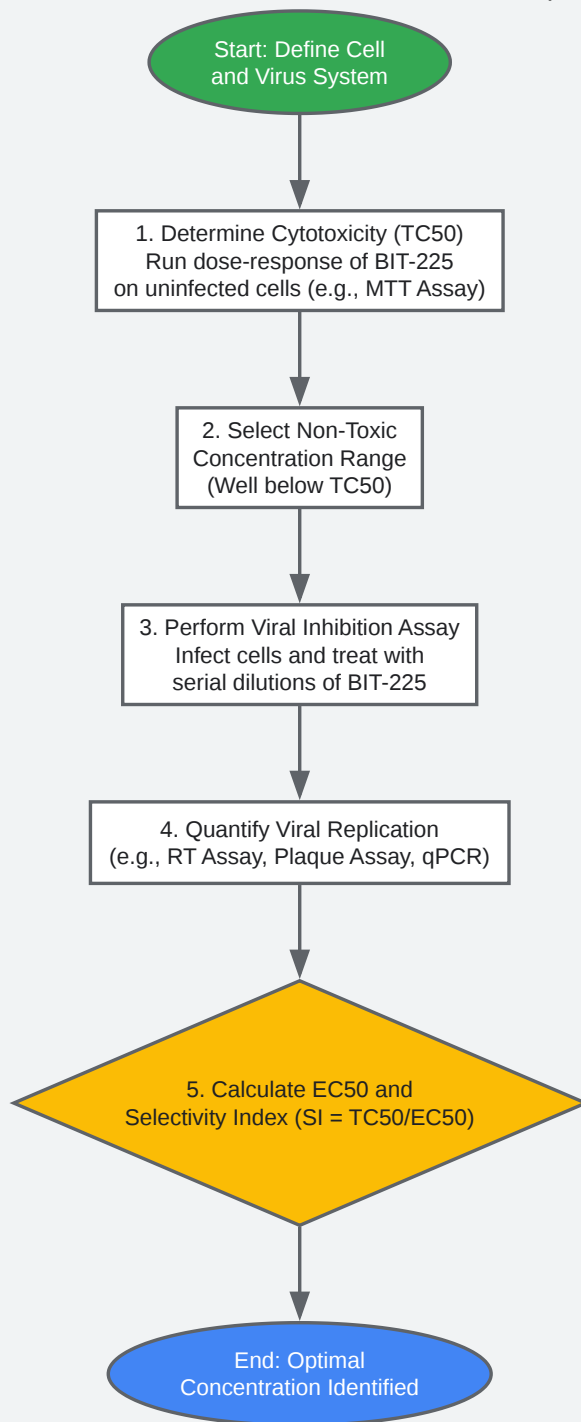 Start: Define Cell
and Virus System
1. Determine Cytotoxicity (TC50)
Run dose-response of BIT-225
on uninfected cells (e.g., MTT Assay)
2. Select Non-Toxic
Concentration Range
(Well below TC50)
3. Perform Viral Inhibition Assay
Infect cells and treat with
serial dilutions of BIT-225
4. Quantify Viral Replication
(e.g., RT Assay, Plaque Assay, qPCR)
5. Calculate EC50 and
Selectivity Index (SI = TC50/EC50)
End: Optimal
Concentration Identified